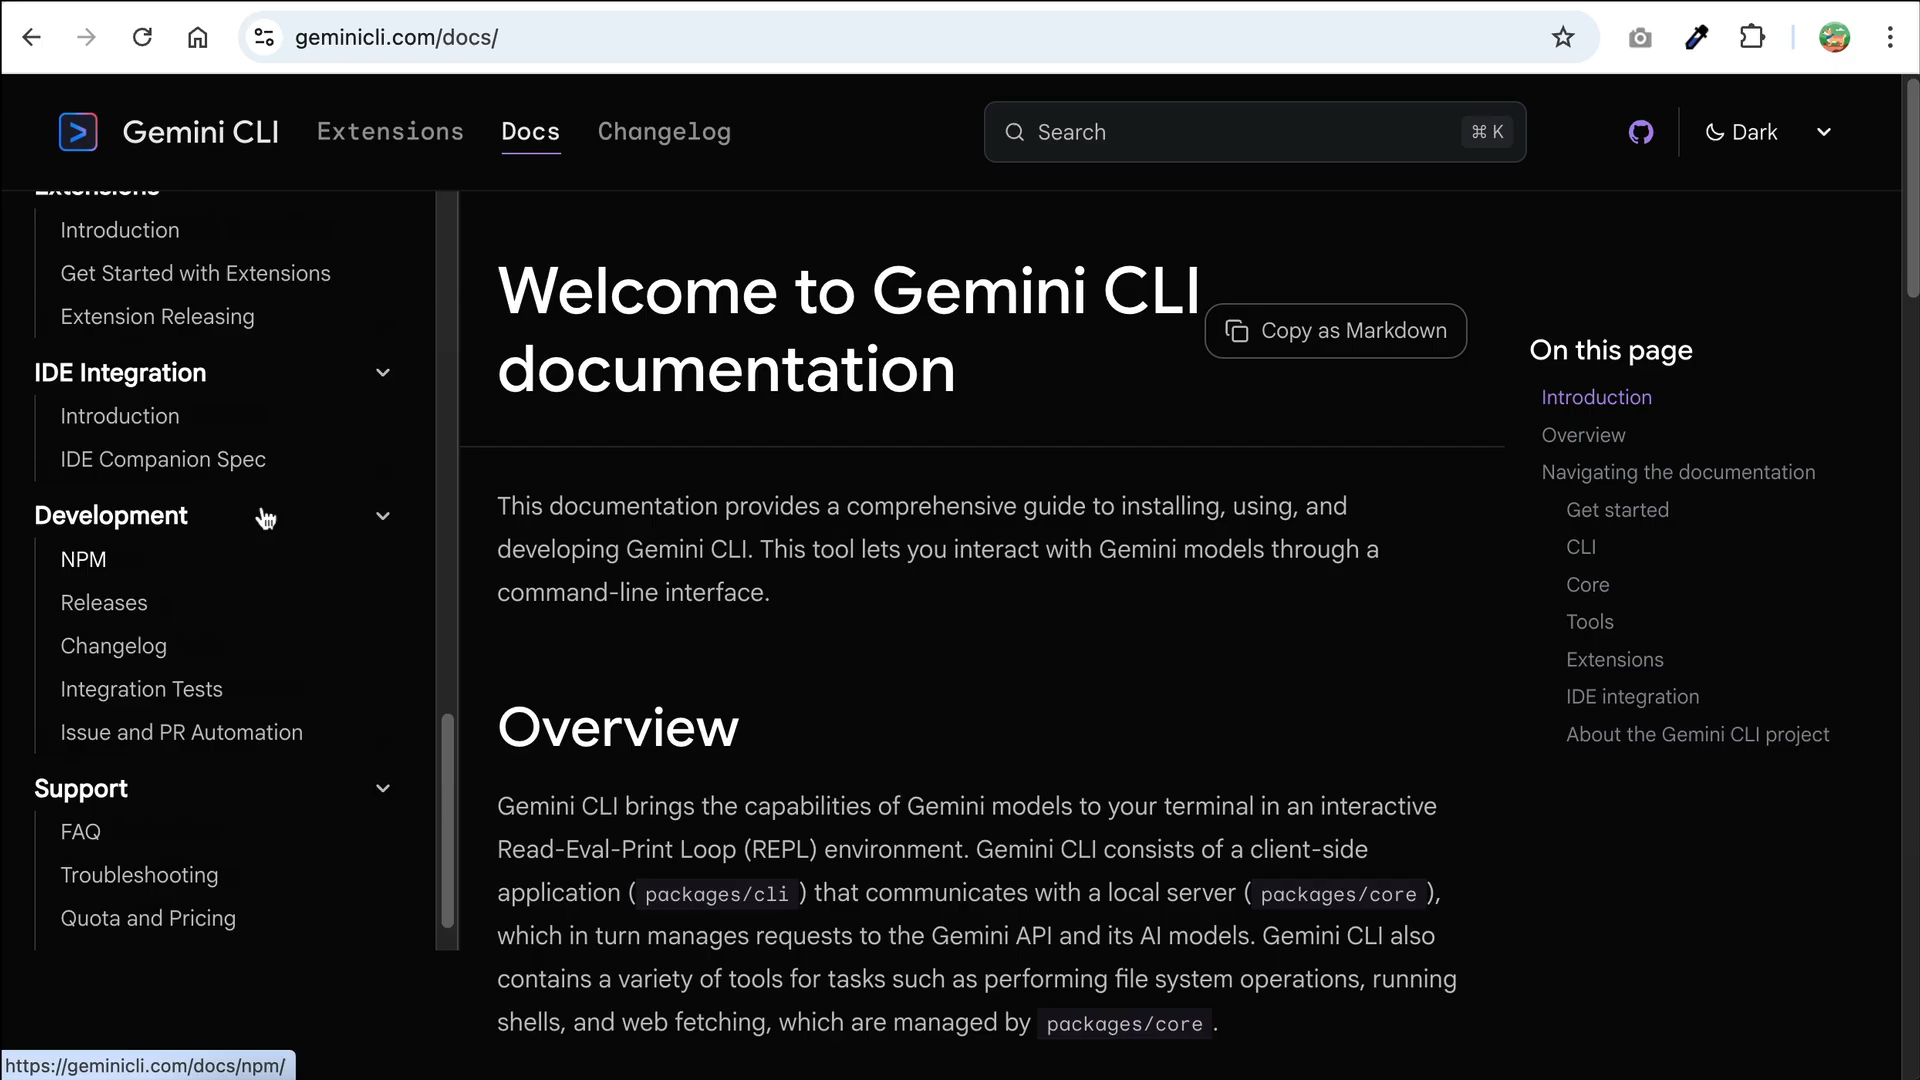 geminicli.com/docs/
Gemini CLI
Extensions
Docs
Changelog
Search
⌘ K
Dark
Extensions
Introduction
Get Started with Extensions
Extension Releasing
IDE Integration
Introduction
IDE Companion Spec
Development
NPM
Releases
Changelog
Integration Tests
Issue and PR Automation
Support
FAQ
Troubleshooting
Quota and Pricing
Welcome to Gemini CLI
documentation
Copy as Markdown
This documentation provides a comprehensive guide to installing, using, and
developing Gemini CLI. This tool lets you interact with Gemini models through a
command-line interface.
Overview
Gemini CLI brings the capabilities of Gemini models to your terminal in an interactive
Read-Eval-Print Loop (REPL) environment. Gemini CLI consists of a client-side
application ( packages/cli ) that communicates with a local server ( packages/core ),
which in turn manages requests to the Gemini API and its AI models. Gemini CLI also
contains a variety of tools for tasks such as performing file system operations, running
shells, and web fetching, which are managed by packages/core .
On this page
Introduction
Overview
Navigating the documentation
Get started
CLI
Core
Tools
Extensions
IDE integration
About the Gemini CLI project
https://geminicli.com/docs/npm/